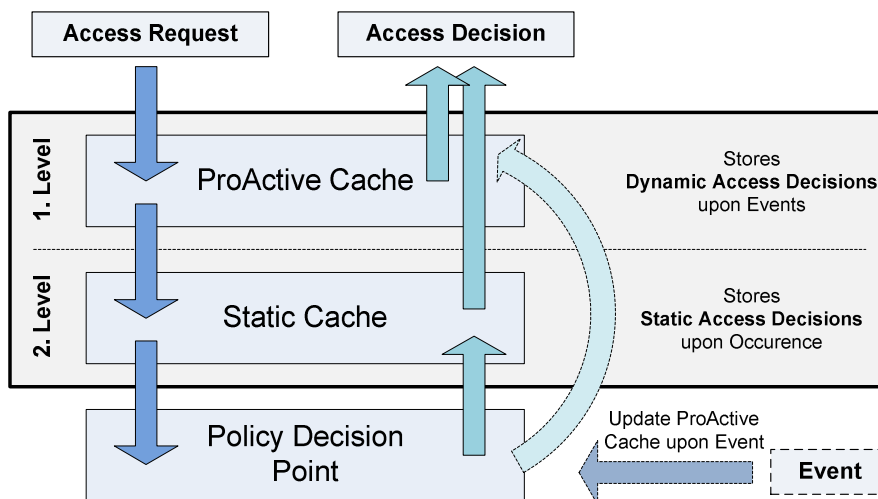 Access Request
Access Decision
1. Level
ProActive Cache
Stores
Dynamic Access Decisions
upon Events
2. Level
Static Cache
Stores
Static Access Decisions
upon Occurence
Policy Decision
Point
Update ProActive
Cache upon Event
Event